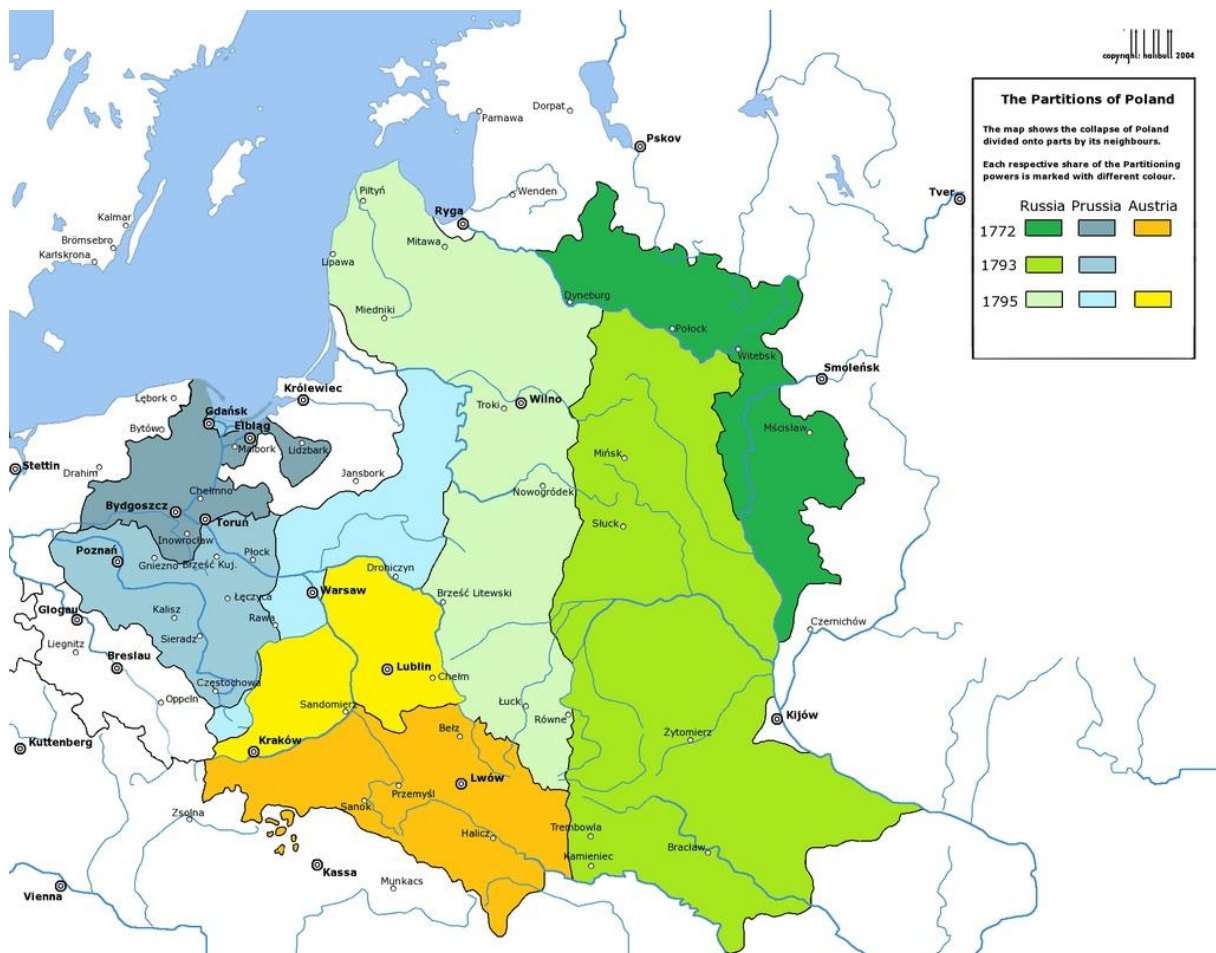 copyright: halibutt 2004
The Partitions of Poland
The map shows the collapse of Poland
divided onto parts by its neighbours.
Each respective share of the Partitioning
powers is marked with different colour.
Russia Prussia Austria
1772
1793
1795
Parnawa
Dorpat
Pskov
Piltyń
Wenden
Tver
Kalmar
Ryga
Brömsebro
Mitawa
Karlskrona
Lipawa
Dyneburg
Miedniki
Połock
Witebsk
Smoleńsk
Królewiec
Lębork
Troki
Wilno
Gdańsk
Bytów
Elbląg
Mścisław
Malbork
Lidzbark
Mińsk
Stettin
Drahim
Jansbork
Chełmno
Nowogródek
Bydgoszcz
Toruń
Słuck
Inowrocław
Poznań
Płock
Gniezno
Brześć Kuj.
Drohiczyn
Warsaw
Brześć Litewski
Łęczyca
Glogau
Kalisz
Rawa
Czernichów
Sieradz
Liegnitz
Breslau
Lublin
Chełm
Częstochowa
Oppeln
Sandomierz
Łuck
Równe
Kijów
Bełz
Żytomierz
Kuttenberg
Kraków
Lwów
Przemyśl
Sanok
Zsolna
Halicz
Trembowla
Bracław
Kamieniec
Kassa
Munkacs
Vienna